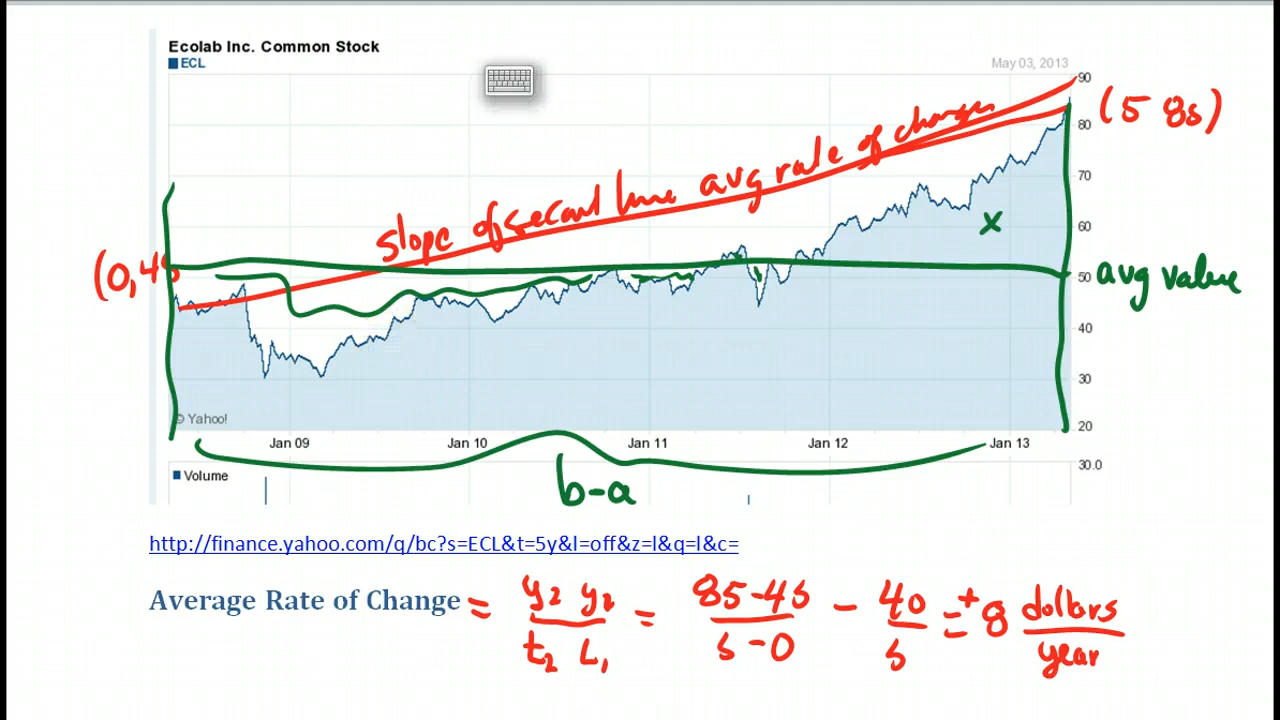 Ecolab Inc. Common Stock
ECL
May 03, 2013
90
(5 85)
80
slope of secant line avg rate of change
70
60
x
(0,45
50
avg value
40
30
© Yahoo!
20
Jan 09 Jan 10 Jan 11 Jan 12 Jan 13
30.0
Volume
b-a
http://finance.yahoo.com/q/bc?s=ECL&t=5y&l=off&z=l&q=l&c=
y2 y2 85-45 40 dollars
Average Rate of Change = = - = + 8
t2 t1 5-0 5 year